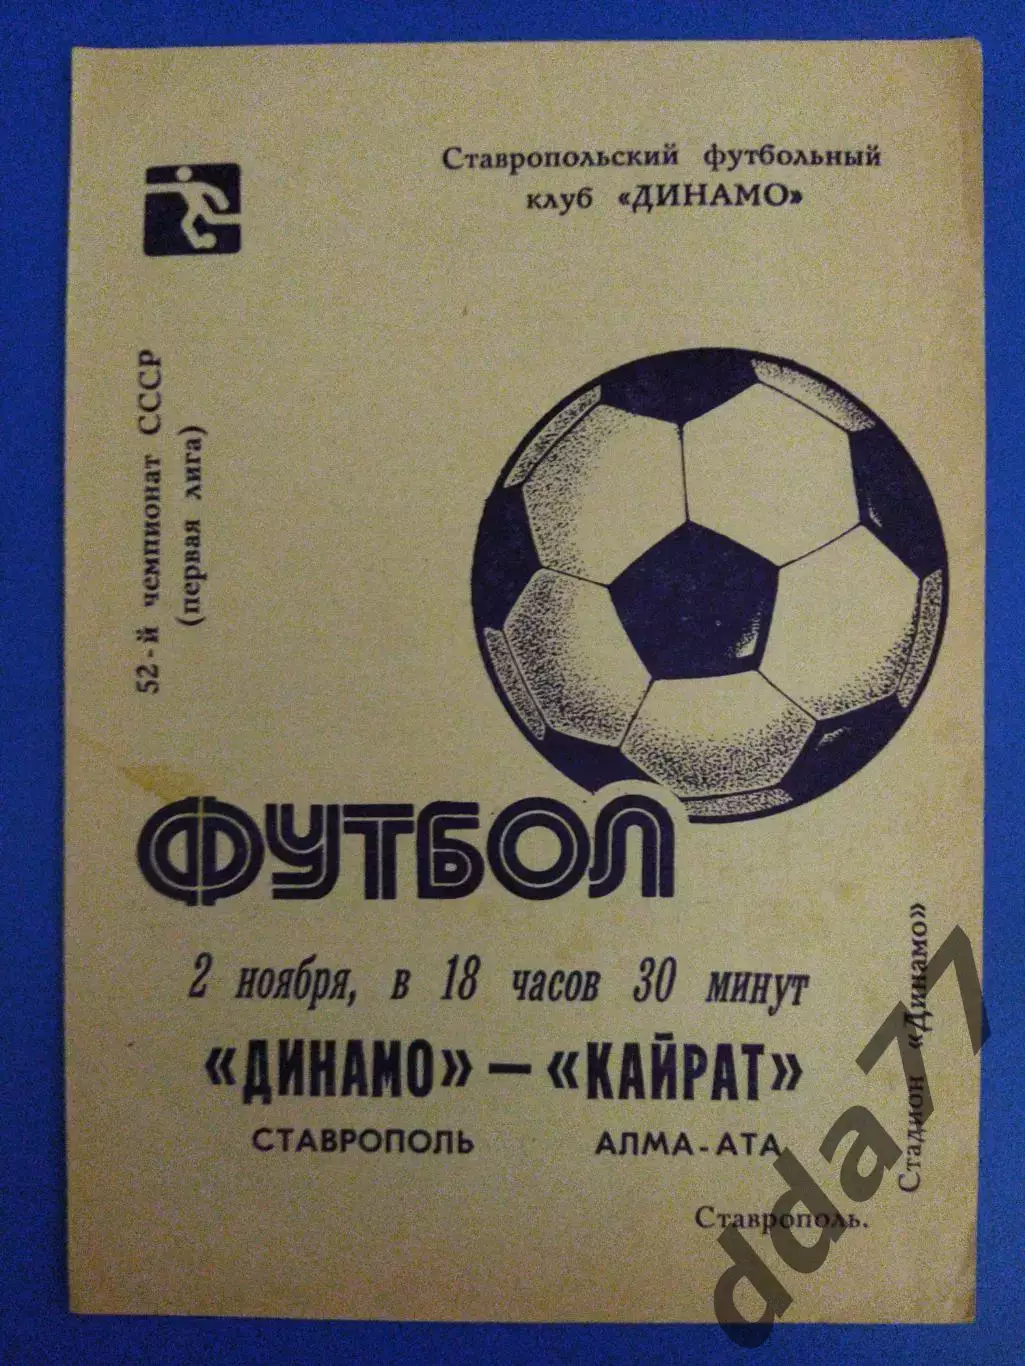 Ставропольский футбольный
клуб «ДИНАМО»
52-й чемпионат СССР
(первая лига)
ФУТБОЛ
2 ноября, в 18 часов 30 минут
«ДИНАМО» — «КАЙРАТ»
СТАВРОПОЛЬ АЛМА-АТА
Стадион «Динамо»
Ставрополь.
dda77